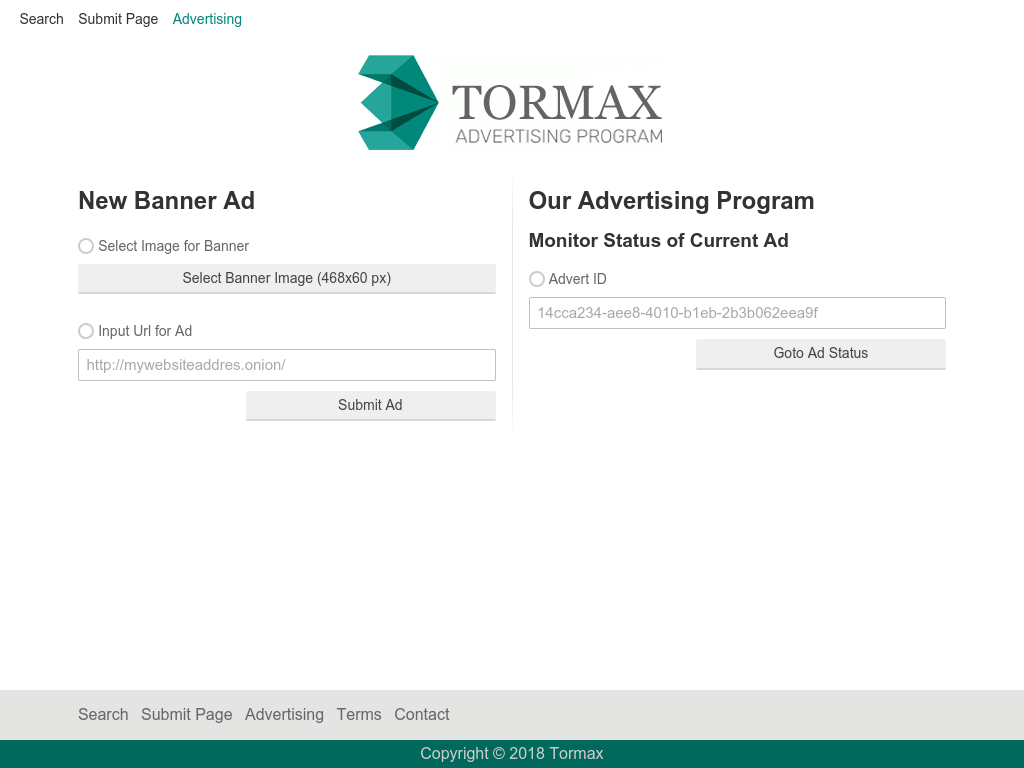 Search Submit Page Advertising
TORMAX
ADVERTISING PROGRAM
New Banner Ad
Select Image for Banner
Select Banner Image (468x60 px)
Input Url for Ad
http://mywebsiteaddres.onion/
Submit Ad
Our Advertising Program
Monitor Status of Current Ad
Advert ID
14cca234-aee8-4010-b1eb-2b3b062eea9f
Goto Ad Status
Search Submit Page Advertising Terms Contact
Copyright © 2018 Tormax